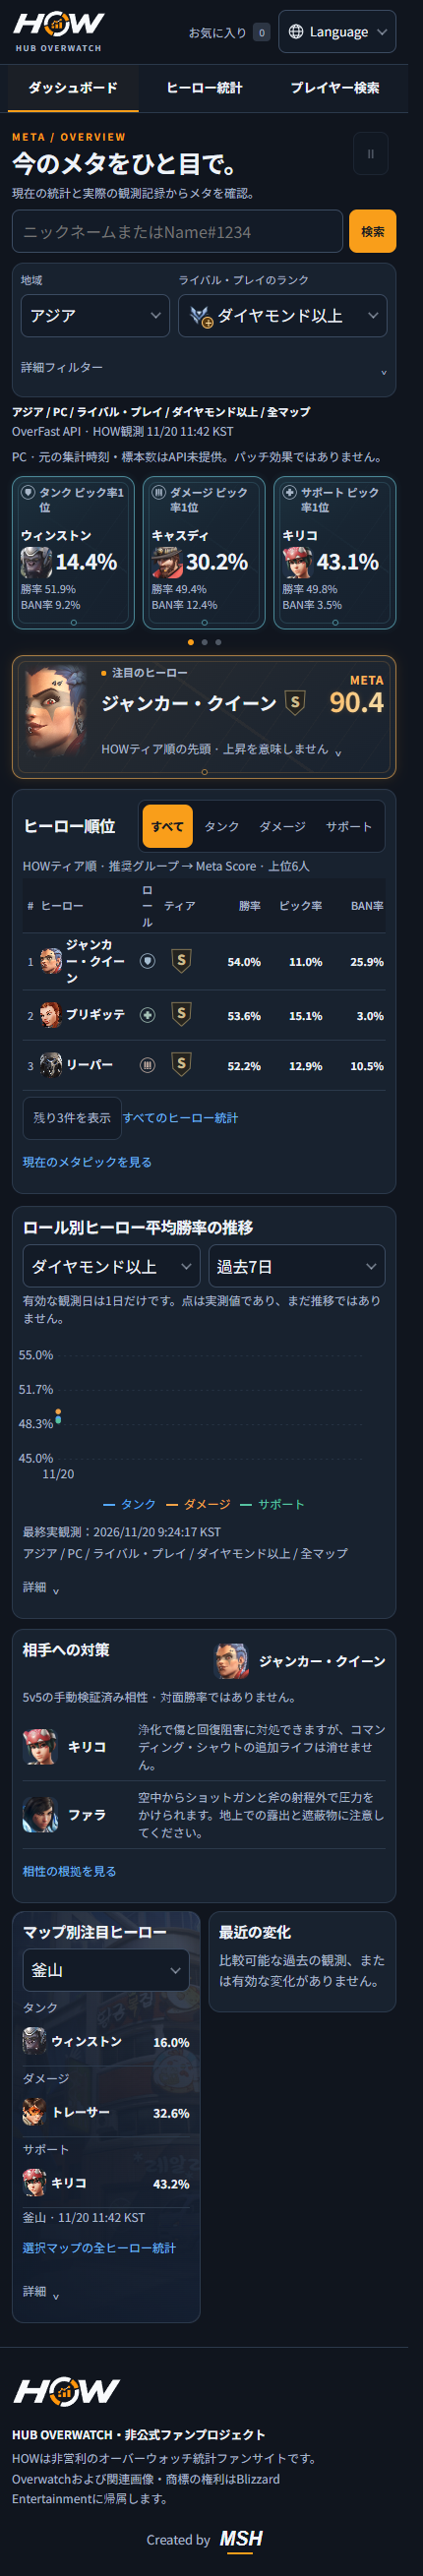 HOW
HUB OVERWATCH
お気に入り 0
Language
ダッシュボード
ヒーロー統計
プレイヤー検索
META / OVERVIEW
今のメタをひと目で。
現在の統計と実際の観測記録からメタを確認。
ニックネームまたはName#1234
検索
地域
ライバル・プレイのランク
アジア
ダイヤモンド以上
詳細フィルター
アジア / PC / ライバル・プレイ / ダイヤモンド以上 / 全マップ
OverFast API · HOW観測 11/20 11:42 KST
PC · 元の集計時刻・標本数はAPI未提供。パッチ効果ではありません。
タンク ピック率1
位
ウィンストン
14.4%
勝率 51.9%
BAN率 9.2%
ダメージ ピック
率1位
キャスディ
30.2%
勝率 49.4%
BAN率 12.4%
サポート ピック
率1位
キリコ
43.1%
勝率 49.8%
BAN率 3.5%
注目のヒーロー
ジャンカー・クイーン S
META
90.4
HOWティア順の先頭 · 上昇を意味しません
ヒーロー順位
すべて
タンク
ダメージ
サポート
HOWティア順 · 推奨グループ → Meta Score · 上位6人
# ヒーロー ロール ティア 勝率 ピック率 BAN率
1 ジャンカー・クイーン S 54.0% 11.0% 25.9%
2 ブリギッテ S 53.6% 15.1% 3.0%
3 リーパー S 52.2% 12.9% 10.5%
残り3件を表示
すべてのヒーロー統計
現在のメタピックを見る
ロール別ヒーロー平均勝率の推移
ダイヤモンド以上
過去7日
有効な観測日は1日だけです。点は実測値であり、まだ推移ではあり
ません。
55.0%
51.7%
48.3%
45.0%
11/20
タンク
ダメージ
サポート
最終実観測：2026/11/20 9:24:17 KST
アジア / PC / ライバル・プレイ / ダイヤモンド以上 / 全マップ
詳細
相手への対策
ジャンカー・クイーン
5v5の手動検証済み相性 · 対面勝率ではありません。
キリコ
浄化で傷と回復阻害に対処できますが、コマン
ディング・シャウトの追加ライフは消せませ
ん。
ファラ
空中からショットガンと斧の射程外で圧力を
かけられます。地上での露出と遮蔽物に注意し
てください。
相性の根拠を見る
マップ別注目ヒーロー
釜山
タンク
ウィンストン 16.0%
ダメージ
トレーサー 32.6%
サポート
キリコ 43.2%
釜山 · 11/20 11:42 KST
選択マップの全ヒーロー統計
詳細
最近の変化
比較可能な過去の観測、また
は有効な変化がありません。
HOW
HUB OVERWATCH・非公式ファンプロジェクト
HOWは非営利のオーバーウォッチ統計ファンサイトです。
Overwatchおよび関連画像・商標の権利はBlizzard
Entertainmentに帰属します。
Created by MSH